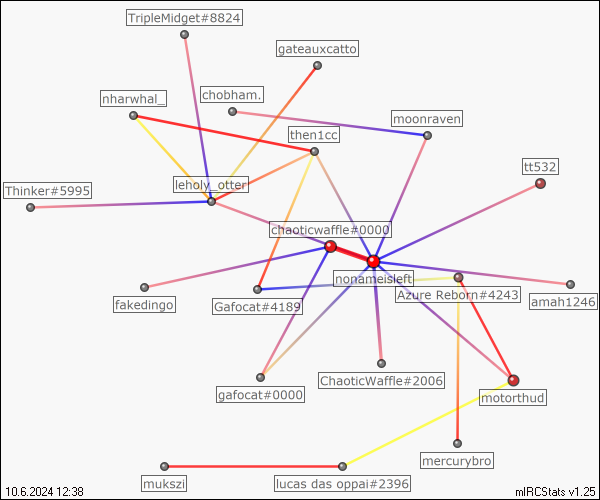 TripleMidget#8824
gateauxcatto
nharwhal_
chobham.
moonraven
then1cc
tt532
Thinker#5995
leholy_otter
chaoticwaffle#0000
nonameisleft
fakedingo
Gafocat#4189
Azure Reborn#4243
amah1246
gafocat#0000
ChaoticWaffle#2006
motorthud
mercurybro
mukszi
lucas das oppai#2396
10.6.2024 12:38
mIRCStats v1.25